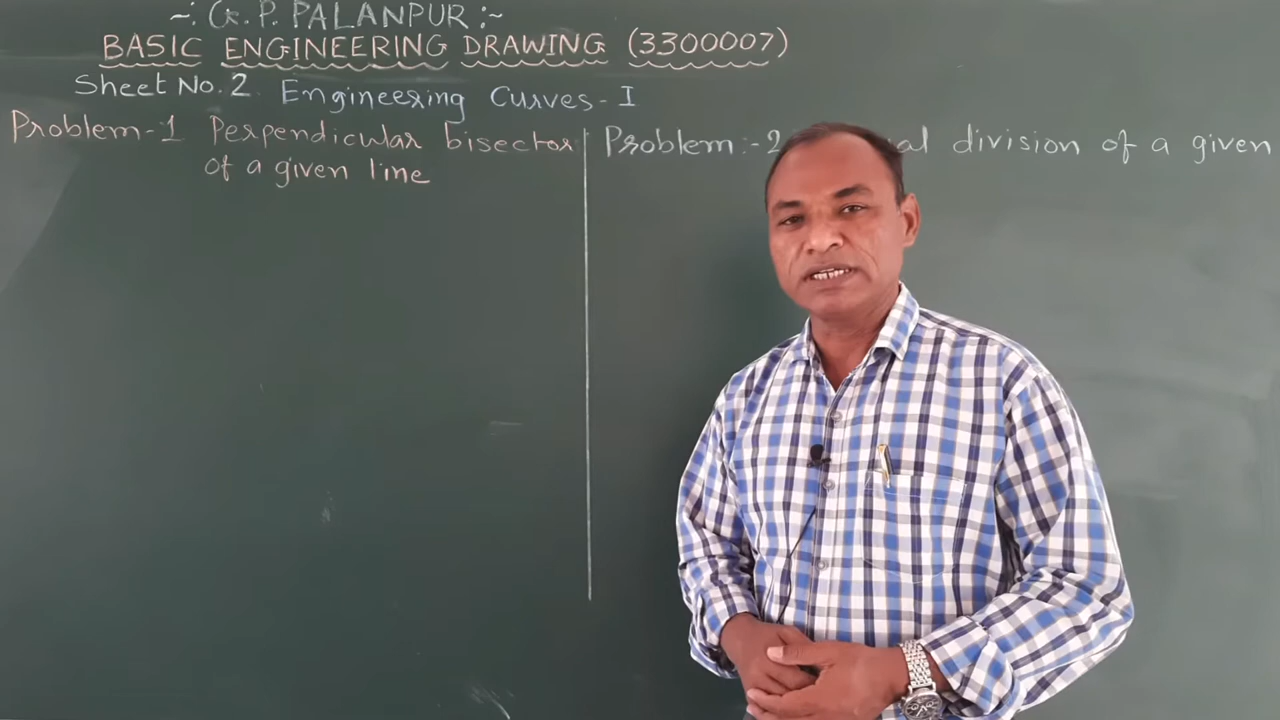 ~: G. P. PALANPUR :~
BASIC ENGINEERING DRAWING (3300007)
Sheet No. 2 Engineering Curves - I
Problem - 1 Perpendicular bisector
of a given line
Problem :- 2 division of a given